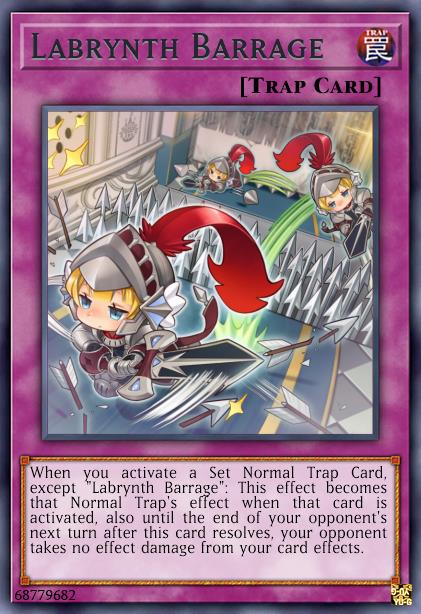 LABRYNTH BARRAGE
TRAP
罠
[TRAP CARD]
When you activate a Set Normal Trap Card,
except "Labrynth Barrage": This effect becomes
that Normal Trap's effect when that card is
activated, also until the end of your opponent's
next turn after this card resolves, your opponent
takes no effect damage from your card effects.
68779682